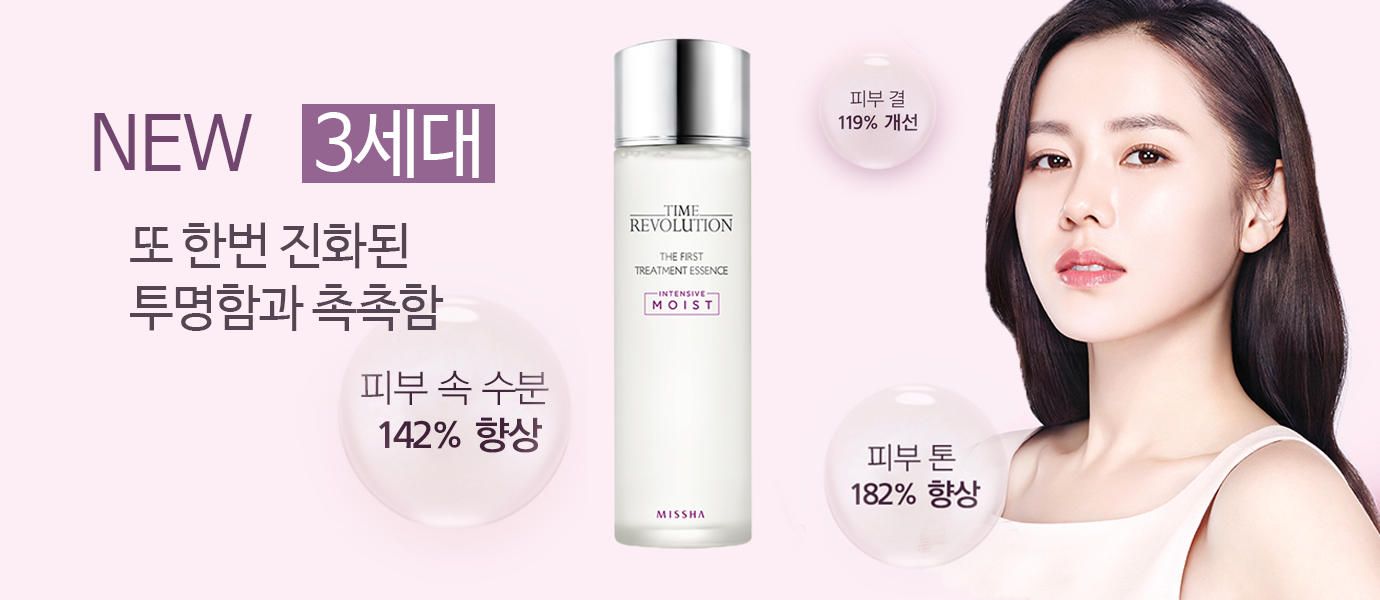 NEW 3세대
또 한번 진화된
투명함과 촉촉함
피부 속 수분
142% 향상
TIME
REVOLUTION
THE FIRST
TREATMENT ESSENCE
INTENSIVE
MOIST
MISSHA
피부 결
119% 개선
피부 톤
182% 향상